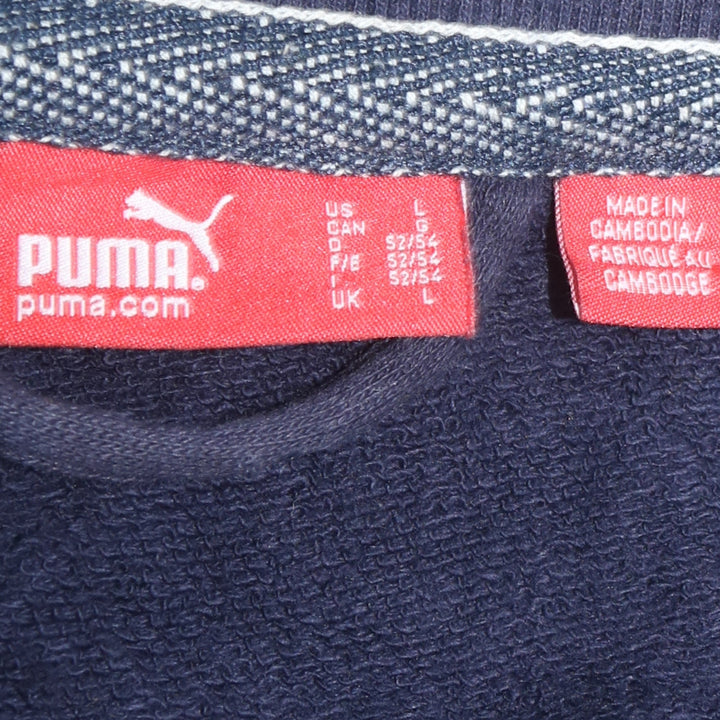 PUMA®
puma.com
US L
CAN G
D 52/54
F/E 52/54
I 52/54
UK L
MADE IN
CAMBODIA/
FABRIQUÉ AU
CAMBODGE